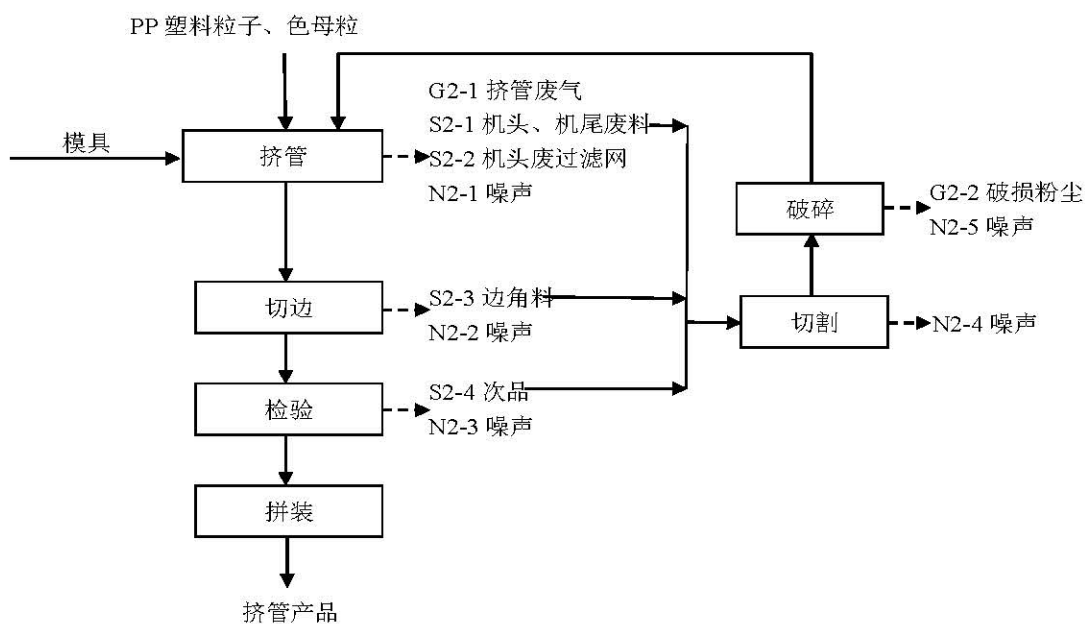 PP 塑料粒子、色母粒
G2-1 挤管废气
S2-1 机头、机尾废料
模具
挤管
S2-2 机头废过滤网
N2-1 噪声
破碎
G2-2 破损粉尘
N2-5 噪声
切边
S2-3 边角料
N2-2 噪声
切割
N2-4 噪声
检验
S2-4 次品
N2-3 噪声
拼装
挤管产品